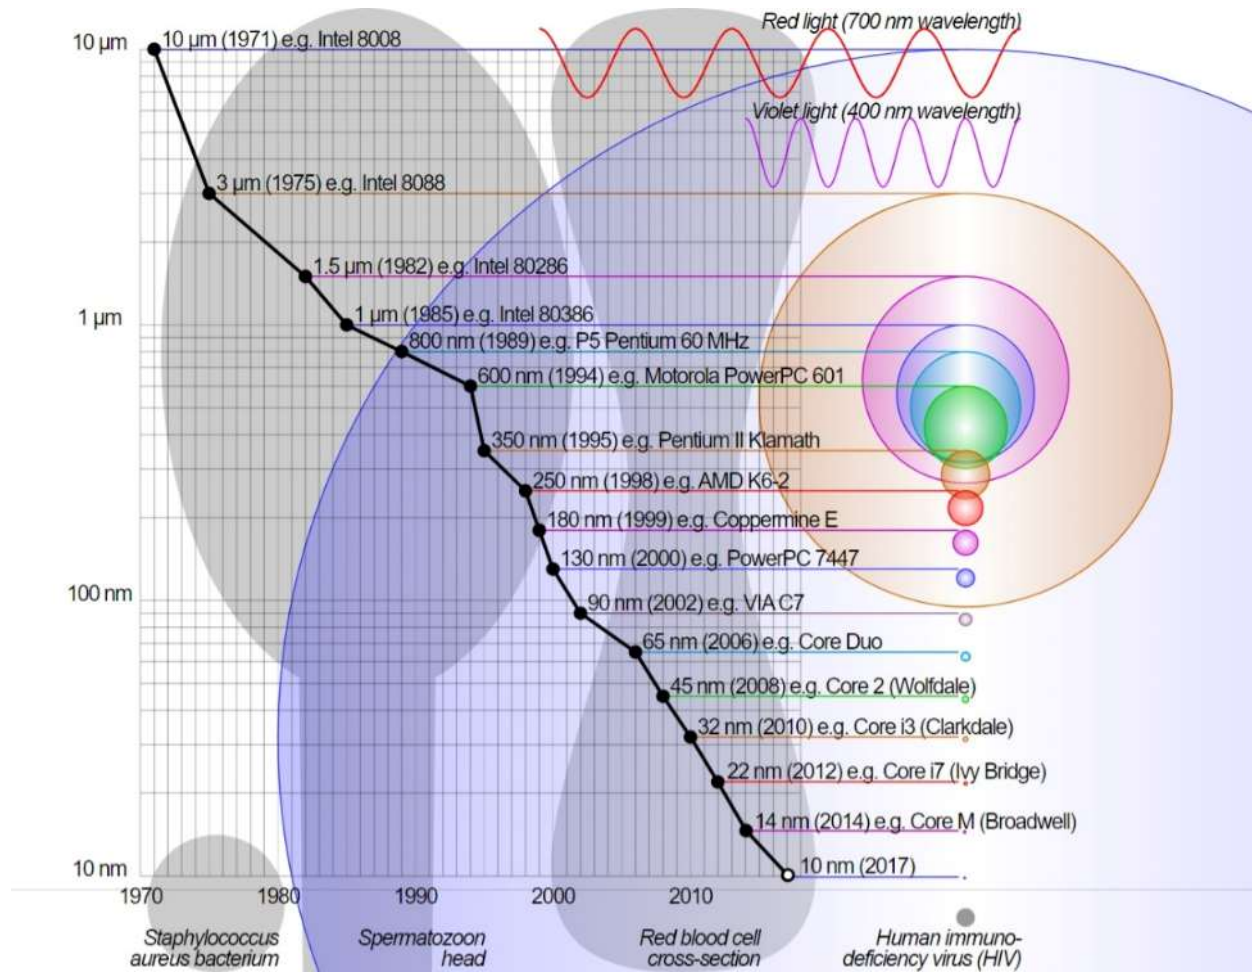 Red light (700 nm wavelength)
10 µm
10 µm (1971) e.g. Intel 8008
Violet light (400 nm wavelength)
3 µm (1975) e.g. Intel 8088
1.5 µm (1982) e.g. Intel 80286
1 µm
1 µm (1985) e.g. Intel 80386
800 nm (1989) e.g. P5 Pentium 60 MHz
600 nm (1994) e.g. Motorola PowerPC 601
350 nm (1995) e.g. Pentium II Klamath
250 nm (1998) e.g. AMD K6-2
180 nm (1999) e.g. Coppermine E
130 nm (2000) e.g. PowerPC 7447
100 nm
90 nm (2002) e.g. VIA C7
65 nm (2006) e.g. Core Duo
45 nm (2008) e.g. Core 2 (Wolfdale)
32 nm (2010) e.g. Core i3 (Clarkdale)
22 nm (2012) e.g. Core i7 (Ivy Bridge)
14 nm (2014) e.g. Core M (Broadwell)
10 nm
10 nm (2017)
1970 1980 1990 2000 2010
Staphylococcus
aureus bacterium
Spermatozoon
head
Red blood cell
cross-section
Human immuno-
deficiency virus (HIV)